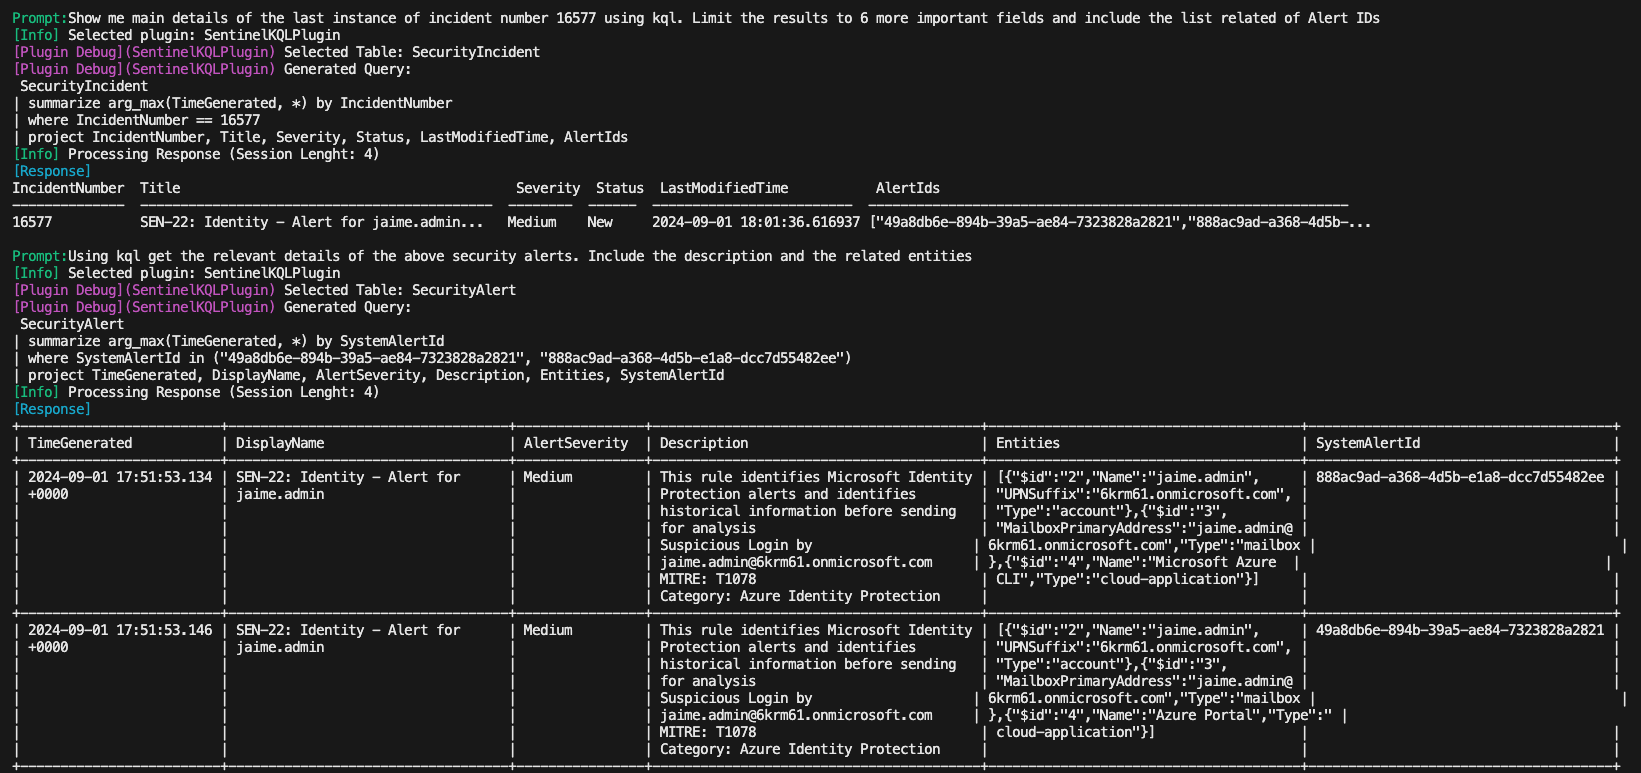 Prompt:Show me main details of the last instance of incident number 16577 using kql. Limit the results to 6 more important fields and include the list related of Alert IDs
[Info] Selected plugin: SentinelKQLPlugin
[Plugin Debug](SentinelKQLPlugin) Selected Table: SecurityIncident
[Plugin Debug](SentinelKQLPlugin) Generated Query:
SecurityIncident
| summarize arg_max(TimeGenerated, *) by IncidentNumber
| where IncidentNumber == 16577
| project IncidentNumber, Title, Severity, Status, LastModifiedTime, AlertIds
[Info] Processing Response (Session Lenght: 4)
[Response]
IncidentNumber  Title  Severity  Status  LastModifiedTime  AlertIds
16577  SEN-22: Identity - Alert for jaime.admin...  Medium  New  2024-09-01 18:01:36.616937 ["49a8db6e-894b-39a5-ae84-7323828a2821","888ac9ad-a368-4d5b-...
Prompt:Using kql get the relevant details of the above security alerts. Include the description and the related entities
[Info] Selected plugin: SentinelKQLPlugin
[Plugin Debug](SentinelKQLPlugin) Selected Table: SecurityAlert
[Plugin Debug](SentinelKQLPlugin) Generated Query:
SecurityAlert
| summarize arg_max(TimeGenerated, *) by SystemAlertId
| where SystemAlertId in ("49a8db6e-894b-39a5-ae84-7323828a2821", "888ac9ad-a368-4d5b-e1a8-dcc7d55482ee")
| project TimeGenerated, DisplayName, AlertSeverity, Description, Entities, SystemAlertId
[Info] Processing Response (Session Lenght: 4)
[Response]
| TimeGenerated | DisplayName | AlertSeverity | Description | Entities | SystemAlertId |
| 2024-09-01 17:51:53.134 | SEN-22: Identity - Alert for | Medium | This rule identifies Microsoft Identity | [{"$id":"2","Name":"jaime.admin", | 888ac9ad-a368-4d5b-e1a8-dcc7d55482ee |
| +0000 | jaime.admin | | Protection alerts and identifies | "UPNSuffix":"6krm61.onmicrosoft.com", | |
| | | | historical information before sending | "Type":"account"},{"$id":"3", | |
| | | | for analysis | "MailboxPrimaryAddress":"jaime.admin@ | |
| | | | Suspicious Login by | 6krm61.onmicrosoft.com","Type":"mailbox | |
| | | | jaime.admin@6krm61.onmicrosoft.com | },{"$id":"4","Name":"Microsoft Azure | |
| | | | MITRE: T1078 | CLI","Type":"cloud-application"}] | |
| | | | Category: Azure Identity Protection | | |
| 2024-09-01 17:51:53.146 | SEN-22: Identity - Alert for | Medium | This rule identifies Microsoft Identity | [{"$id":"2","Name":"jaime.admin", | 49a8db6e-894b-39a5-ae84-7323828a2821 |
| +0000 | jaime.admin | | Protection alerts and identifies | "UPNSuffix":"6krm61.onmicrosoft.com", | |
| | | | historical information before sending | "Type":"account"},{"$id":"3", | |
| | | | for analysis | "MailboxPrimaryAddress":"jaime.admin@ | |
| | | | Suspicious Login by | 6krm61.onmicrosoft.com","Type":"mailbox | |
| | | | jaime.admin@6krm61.onmicrosoft.com | },{"$id":"4","Name":"Azure Portal","Type":" |
| | | | MITRE: T1078 | cloud-application"}] | |
| | | | Category: Azure Identity Protection | | |